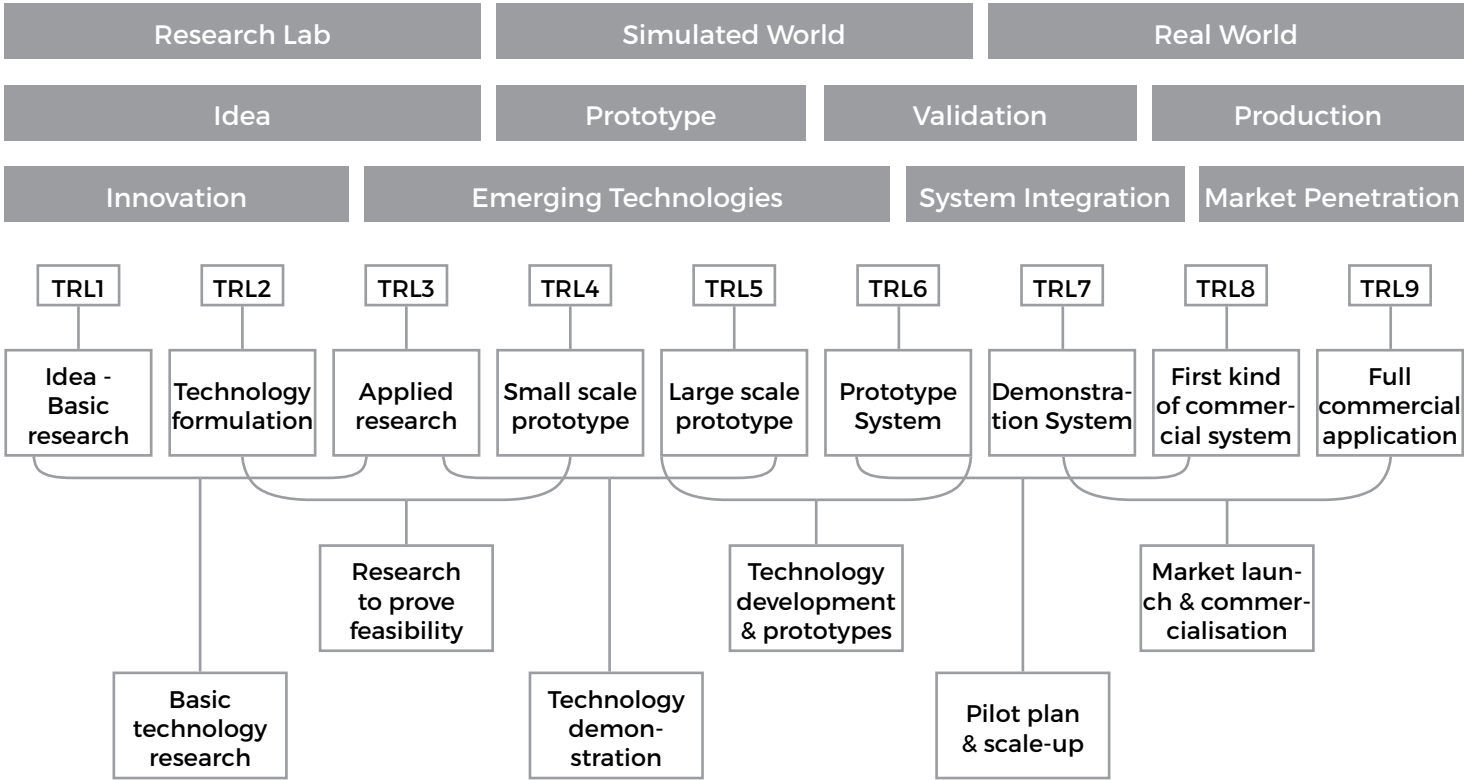 Research Lab
Simulated World
Real World
Idea
Prototype
Validation
Production
Innovation
Emerging Technologies
System Integration
Market Penetration
TRL1
TRL2
TRL3
TRL4
TRL5
TRL6
TRL7
TRL8
TRL9
Idea -
Basic
research
Technology
formulation
Applied
research
Small scale
prototype
Large scale
prototype
Prototype
System
Demonstra-
tion System
First kind
of commer-
cial system
Full
commercial
application
Research
to prove
feasibility
Technology
development
& prototypes
Market laun-
ch & commer-
cialisation
Basic
technology
research
Technology
demon-
stration
Pilot plan
& scale-up